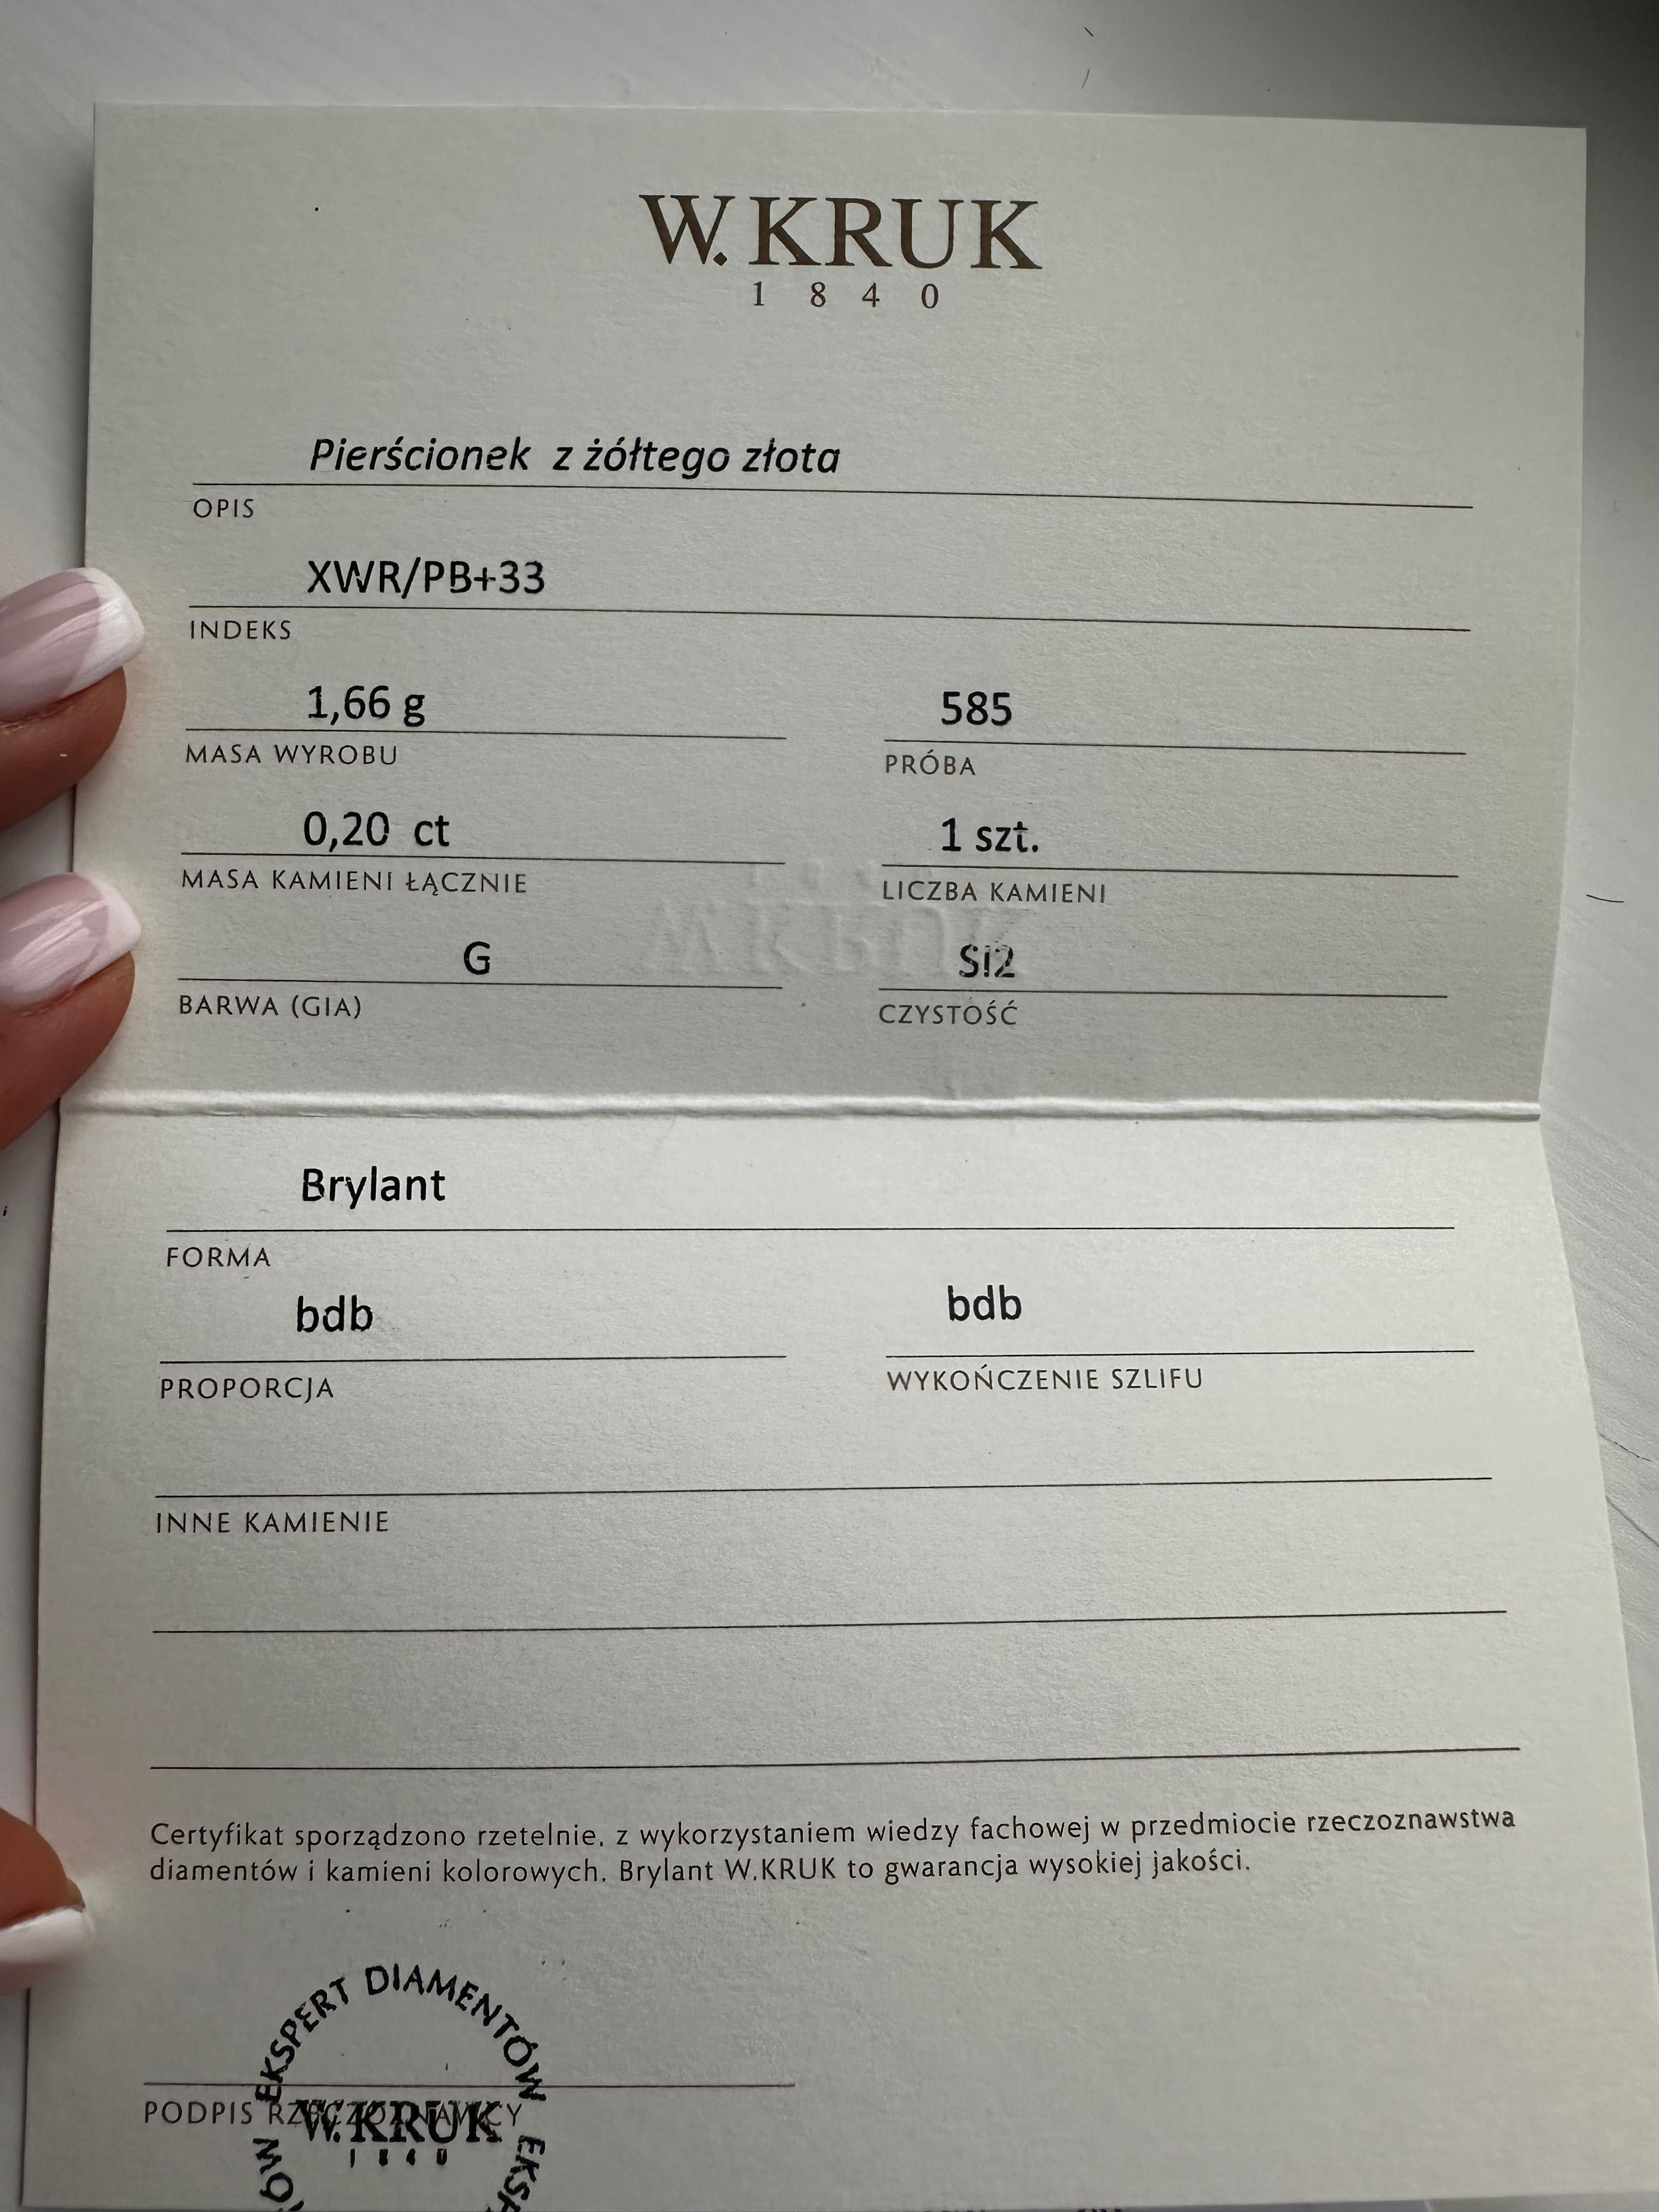 W.KRUK
1840
Pierścionek z żółtego złota
OPIS
XWR/PB+33
INDEKS
1,66 g 585
MASA WYROBU PRÓBA
0,20 ct 1 szt.
MASA KAMIENI ŁĄCZNIE LICZBA KAMIENI
W.KRUK
G SI2
BARWA (GIA) CZYSTOŚĆ
Brylant
FORMA
bdb bdb
PROPORCJA WYKOŃCZENIE SZLIFU
INNE KAMIENIE
Certyfikat sporządzono rzetelnie, z wykorzystaniem wiedzy fachowej w przedmiocie rzeczoznawstwa
diamentów i kamieni kolorowych. Brylant W.KRUK to gwarancja wysokiej jakości.
EKSPERT DIAMENTÓW
PODPIS RZECZOZNAWCY
W.KRUK
1840